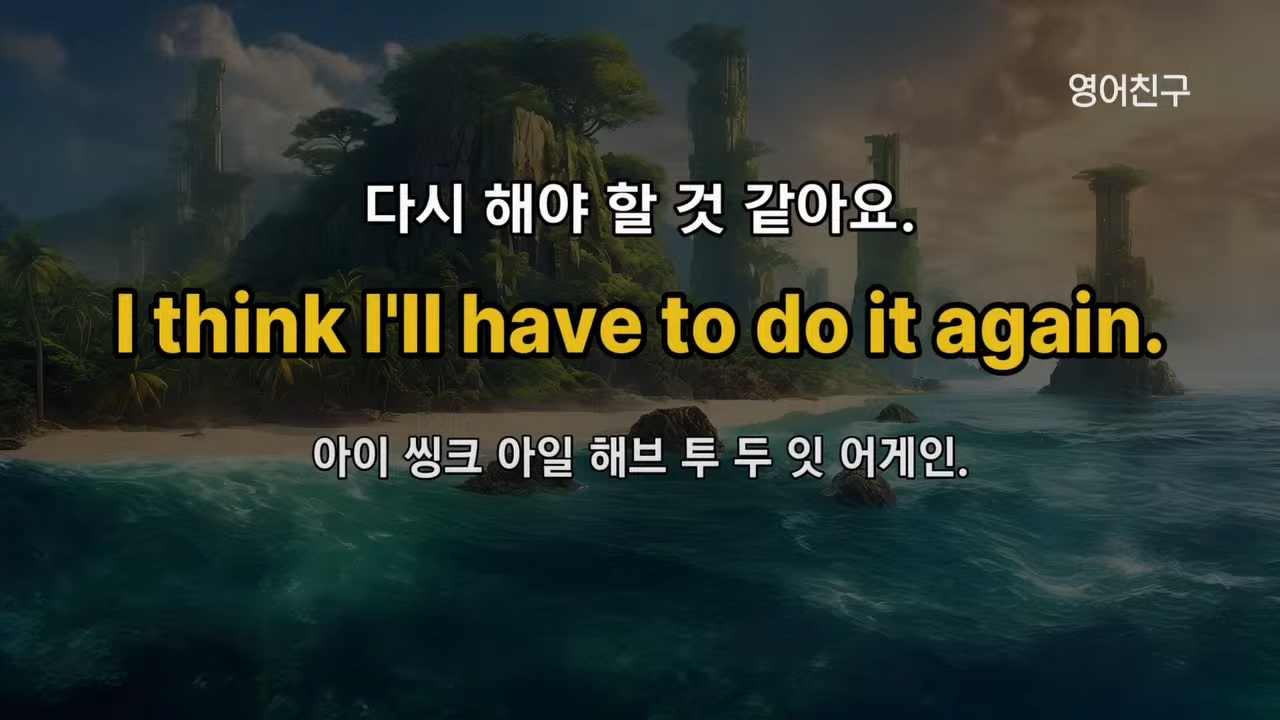 영어친구
다시 해야 할 것 같아요.
I think I'll have to do it again.
아이 씽크 아일 해브 투 두 잇 어게인.